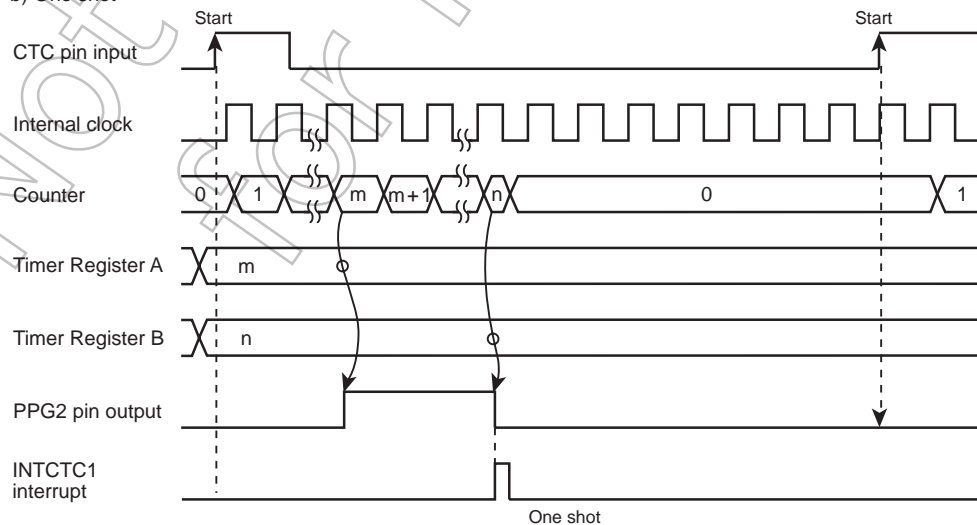 b) One shot
Start Start
CTC pin input
Internal clock
Counter 0 1 m m+1 n 0 1
Timer Register A m
Timer Register B n
PPG2 pin output
INTCTC1
interrupt
One shot